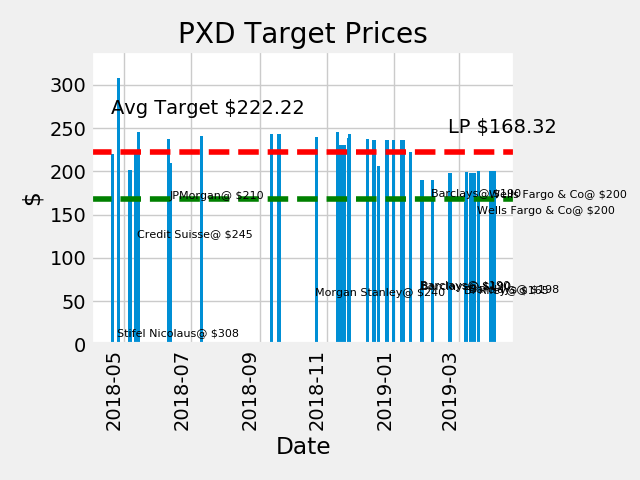 PXD Target Prices
Avg Target $222.22
LP $168.32
300
250
200
150
100
50
0
$
JPMorgan@ $210
Barclays@ $190
Wells Fargo & Co@ $200
Wells Fargo & Co@ $200
Credit Suisse@ $245
Morgan Stanley@ $240
Barclays@ $190
Stifel Nicolaus@ $308
2018-05
2018-07
2018-09
2018-11
2019-01
2019-03
Date